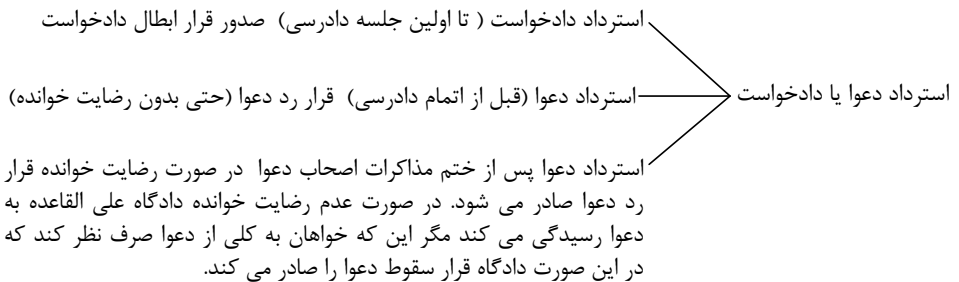 استرداد دعوا یا دادخواست
استرداد دادخواست ( تا اولین جلسه دادرسی) صدور قرار ابطال دادخواست
استرداد دعوا (قبل از اتمام دادرسی) قرار رد دعوا (حتی بدون رضایت خوانده)
استرداد دعوا پس از ختم مذاکرات اصحاب دعوا در صورت رضایت خوانده قرار
رد دعوا صادر می شود. در صورت عدم رضایت خوانده دادگاه علی القاعده به
دعوا رسیدگی می کند مگر این که خواهان به کلی از دعوا صرف نظر کند که
در این صورت دادگاه قرار سقوط دعوا را صادر می کند.